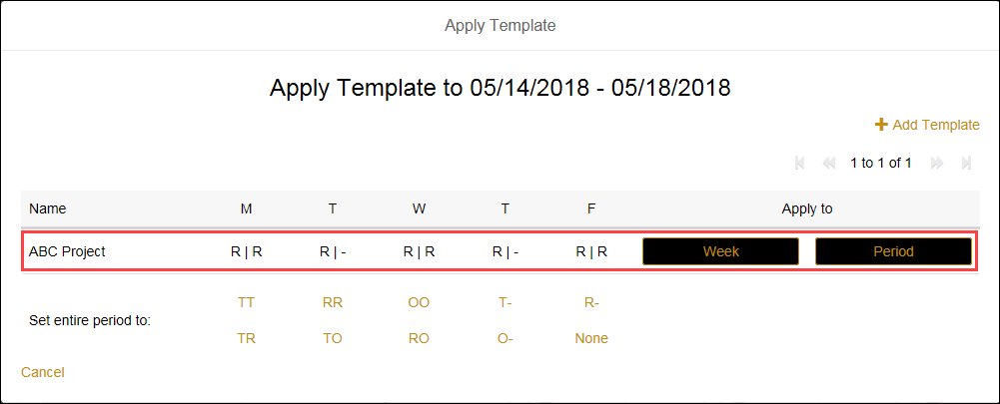 Apply Template
Apply Template to 05/14/2018 - 05/18/2018
+ Add Template
1 to 1 of 1
Name M T W T F Apply to
ABC Project R | R R | - R | R R | - R | R Week Period
TT RR OO T- R-
Set entire period to:
TR TO RO O- None
Cancel